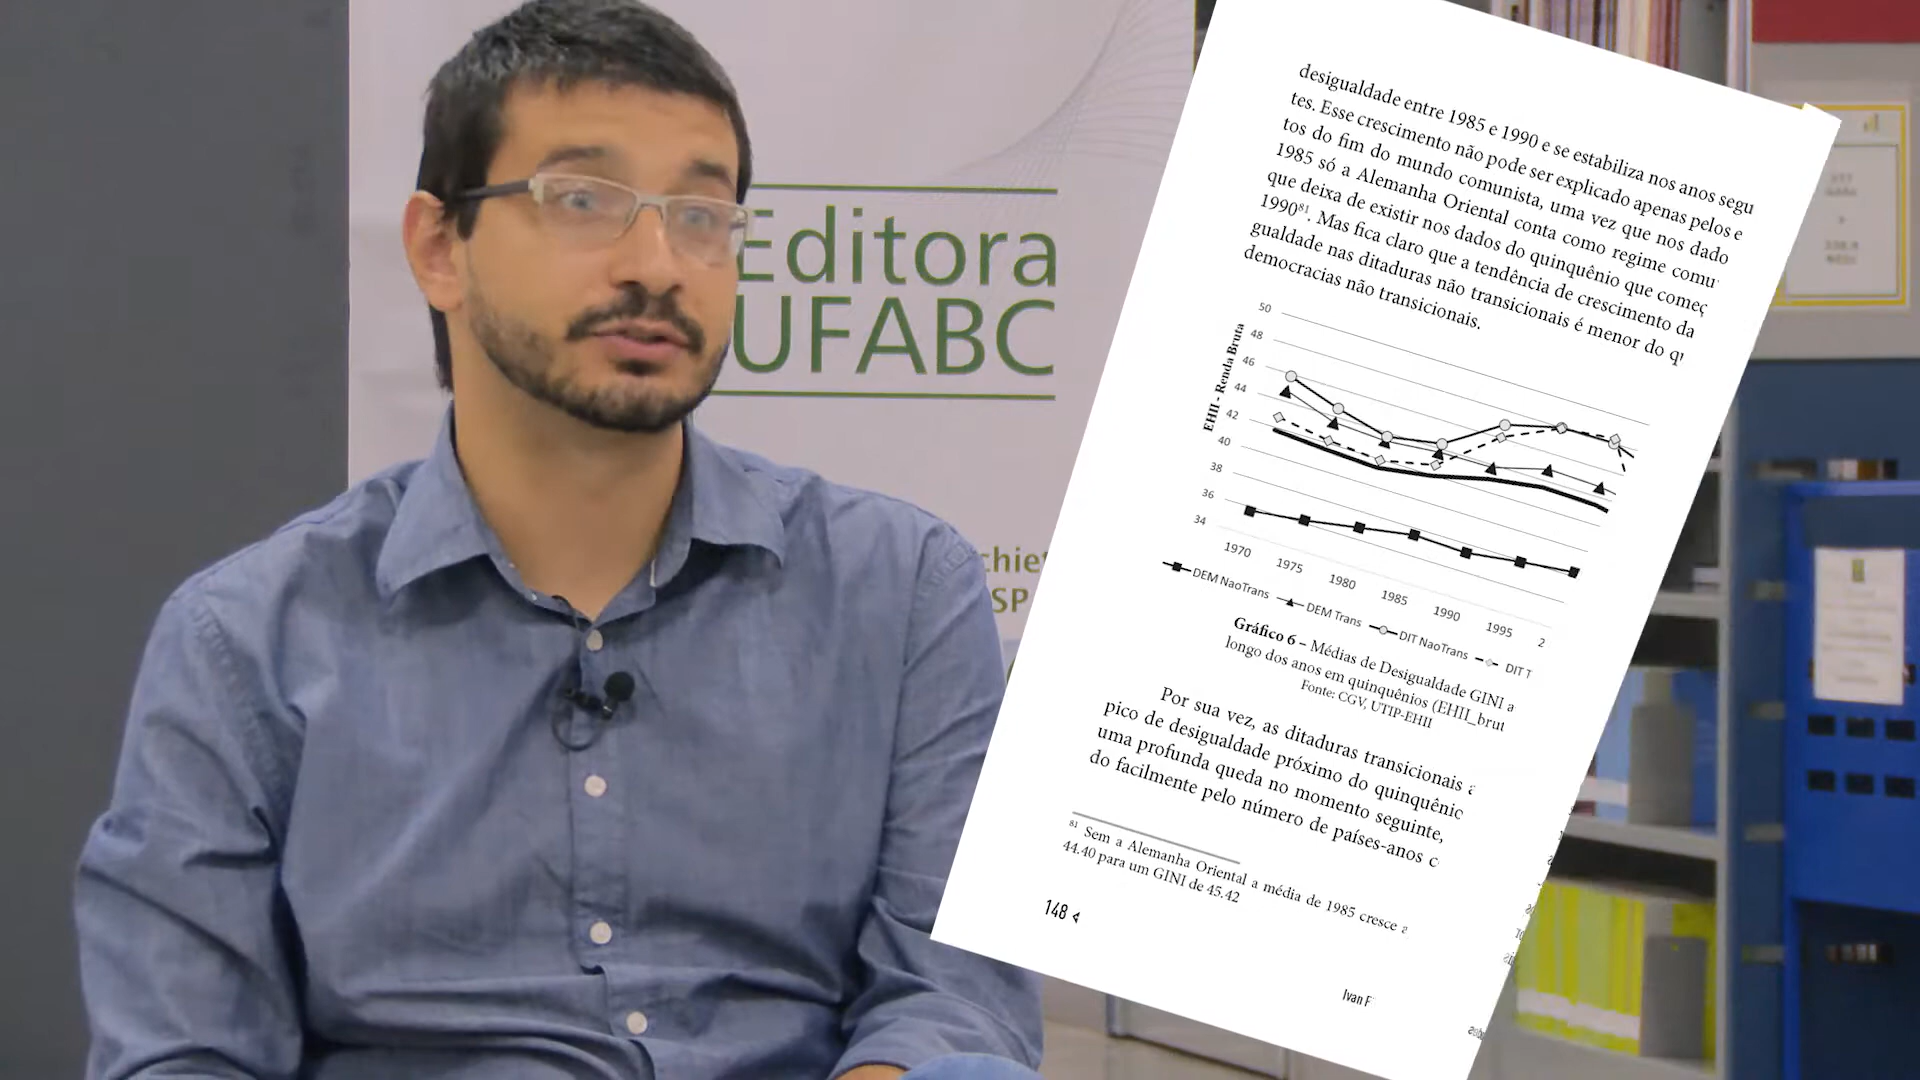 Editora
UFABC
desigualdade entre 1985 e 1990 e se estabiliza nos anos segu
tes. Esse crescimento não pode ser explicado apenas pelos e
tos do fim do mundo comunista, uma vez que nos dado
1985 só a Alemanha Oriental conta como regime comu
que deixa de existir nos dados do quinquênio que começ
1990⁸¹. Mas fica claro que a tendência de crescimento da
gualdade nas ditaduras não transicionais é menor do q
democracias não transicionais.
EHII - Renda Bruta
50
48
46
44
42
40
38
36
34
1970 1975 1980 1985 1990 1995 2
DEM NaoTrans DEM Trans DIT NaoTrans DIT T
Gráfico 6 – Médias de Desigualdade GINI a
longo dos anos em quinquênios (EHII_brut
Fonte: CGV, UTIP-EHII
Por sua vez, as ditaduras transicionais a
pico de desigualdade próximo do quinquênio
uma profunda queda no momento seguinte,
do facilmente pelo número de países-anos c
⁸¹ Sem a Alemanha Oriental a média de 1985 cresce a
44.40 para um GINI de 45.42
148
Ivan F
chie
SP